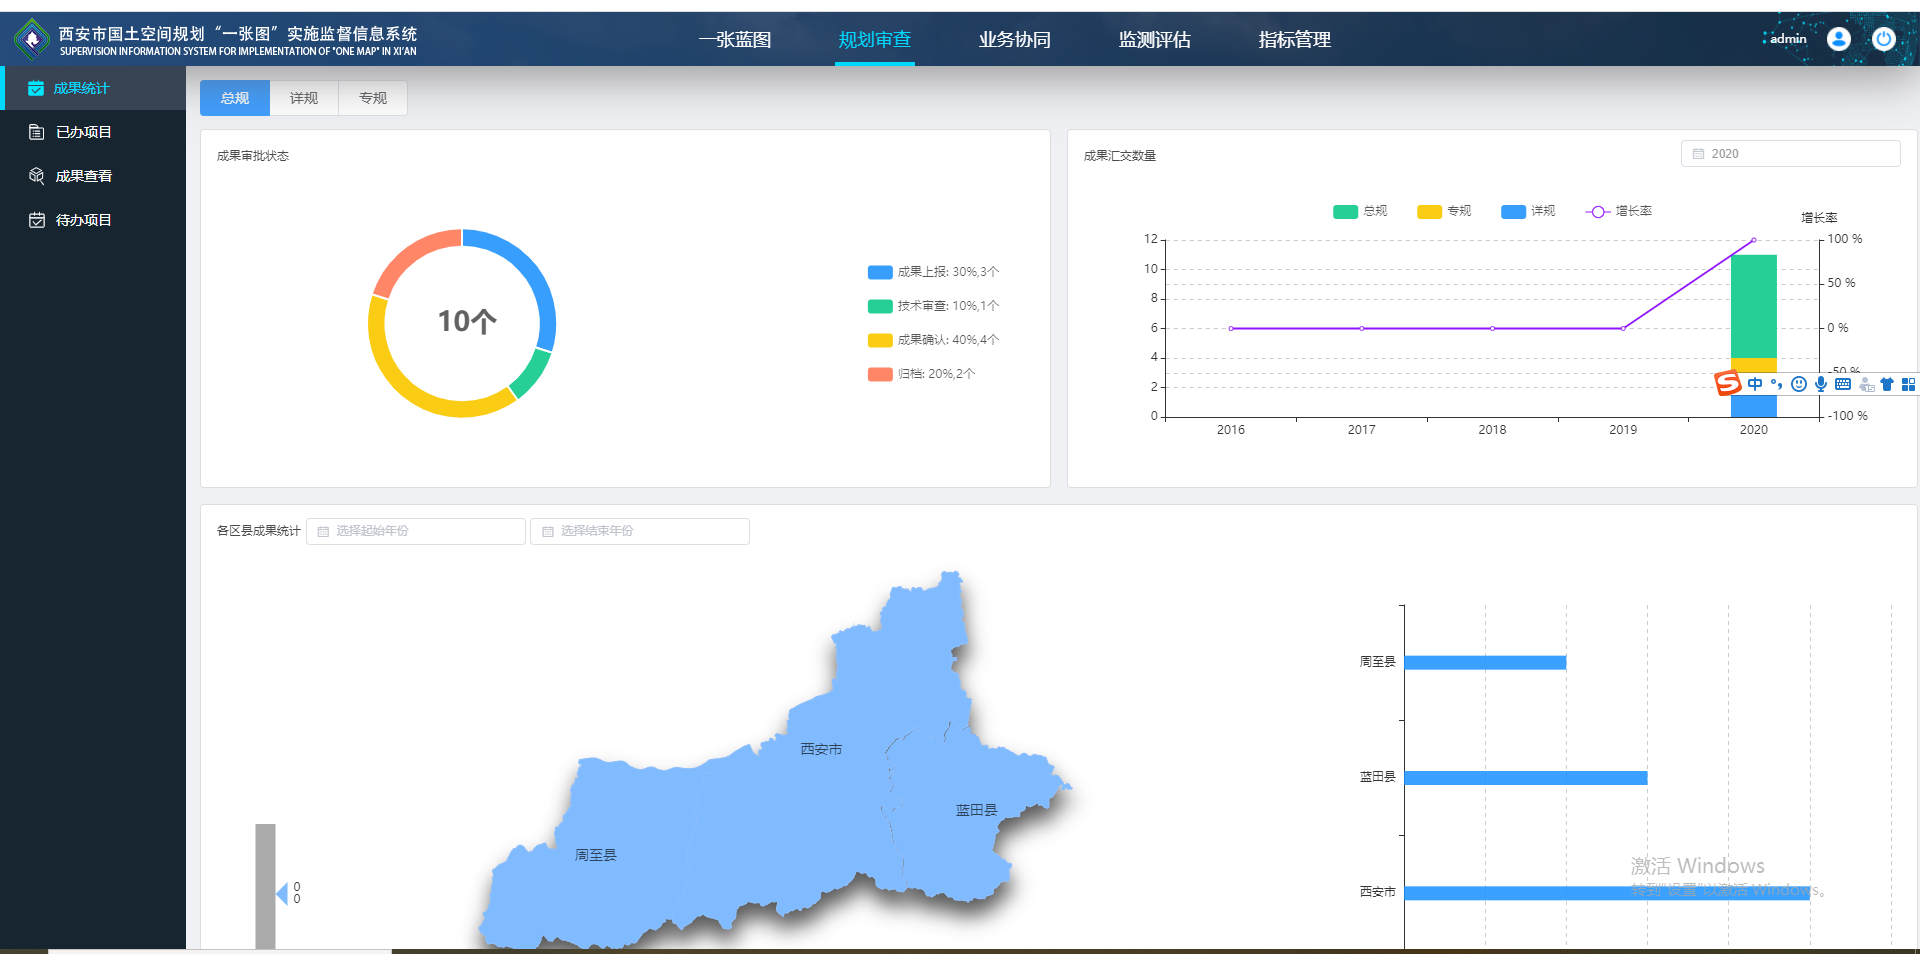 西安市国土空间规划“一张图”实施监督信息系统
SUPERVISION INFORMATION SYSTEM FOR IMPLEMENTATION OF "ONE MAP" IN XI'AN
一张蓝图
规划审查
业务协同
监测评估
指标管理
admin
成果统计
已办项目
成果查看
待办项目
总规
详规
专规
成果审批状态
10个
成果上报: 30%,3个
技术审查: 10%,1个
成果确认: 40%,4个
归档: 20%,2个
成果汇交数量
2020
总规
专规
详规
增长率
增长率
12
10
8
6
4
2
0
100 %
50 %
0 %
-50 %
-100 %
2016
2017
2018
2019
2020
中
各区县成果统计
选择起始年份
选择结束年份
西安市
蓝田县
周至县
0
0
周至县
蓝田县
西安市
激活 Windows
转到"设置"以激活 Windows。